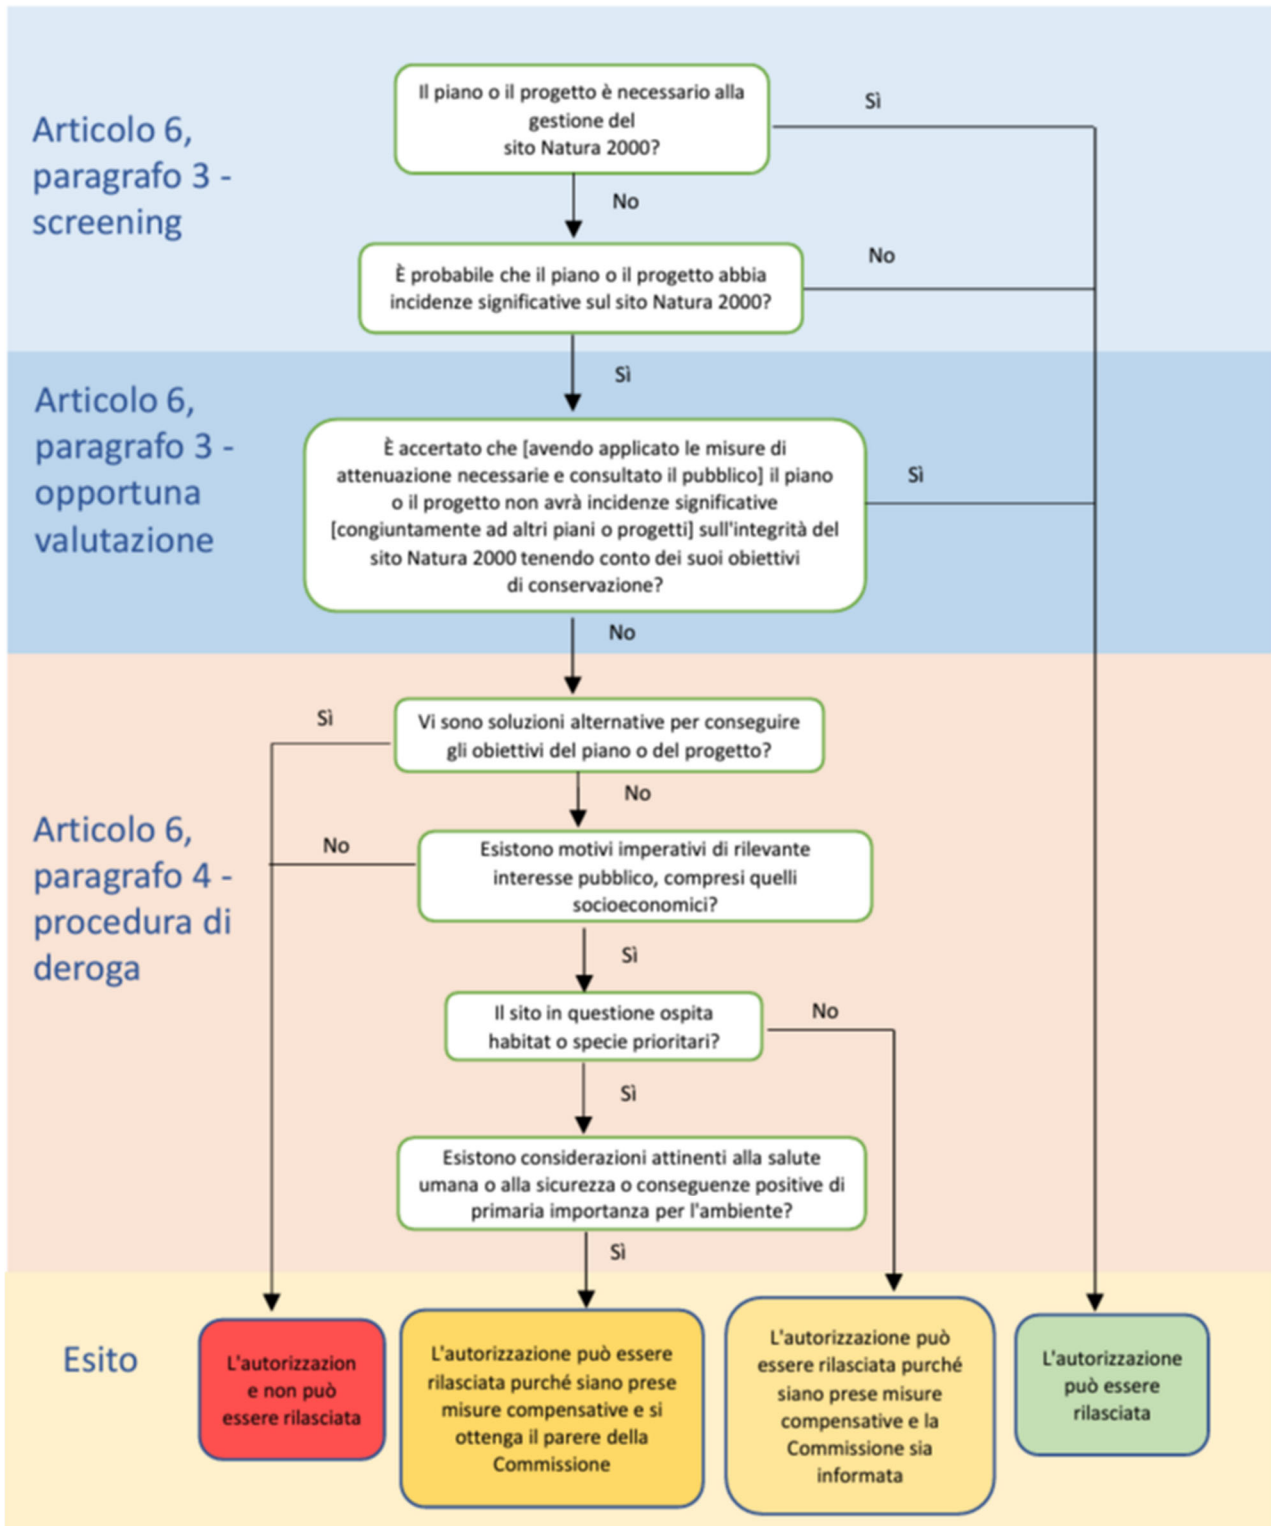 Articolo 6,
paragrafo 3 -
screening
Il piano o il progetto è necessario alla
gestione del
sito Natura 2000?
Sì
No
È probabile che il piano o il progetto abbia
incidenze significative sul sito Natura 2000?
No
Sì
Articolo 6,
paragrafo 3 -
opportuna
valutazione
È accertato che [avendo applicato le misure di
attenuazione necessarie e consultato il pubblico] il piano
o il progetto non avrà incidenze significative
[congiuntamente ad altri piani o progetti] sull'integrità del
sito Natura 2000 tenendo conto dei suoi obiettivi
di conservazione?
Sì
No
Articolo 6,
paragrafo 4 -
procedura di
deroga
Vi sono soluzioni alternative per conseguire
gli obiettivi del piano o del progetto?
Sì
No
Esistono motivi imperativi di rilevante
interesse pubblico, compresi quelli
socioeconomici?
No
Sì
Il sito in questione ospita
habitat o specie prioritari?
No
Sì
Esistono considerazioni attinenti alla salute
umana o alla sicurezza o conseguenze positive di
primaria importanza per l'ambiente?
Sì
Esito
L'autorizzazion
e non può
essere rilasciata
L'autorizzazione può essere
rilasciata purché siano prese
misure compensative e si
ottenga il parere della
Commissione
L'autorizzazione può
essere rilasciata purché
siano prese misure
compensative e la
Commissione sia
informata
L'autorizzazione
può essere
rilasciata